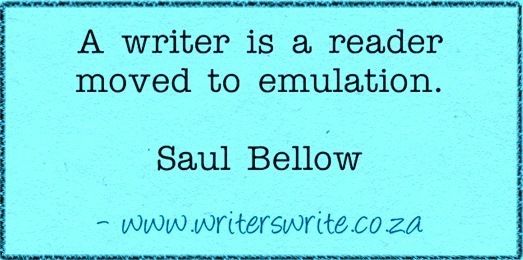 A writer is a reader
moved to emulation.
Saul Bellow
- www.writerswrite.co.za